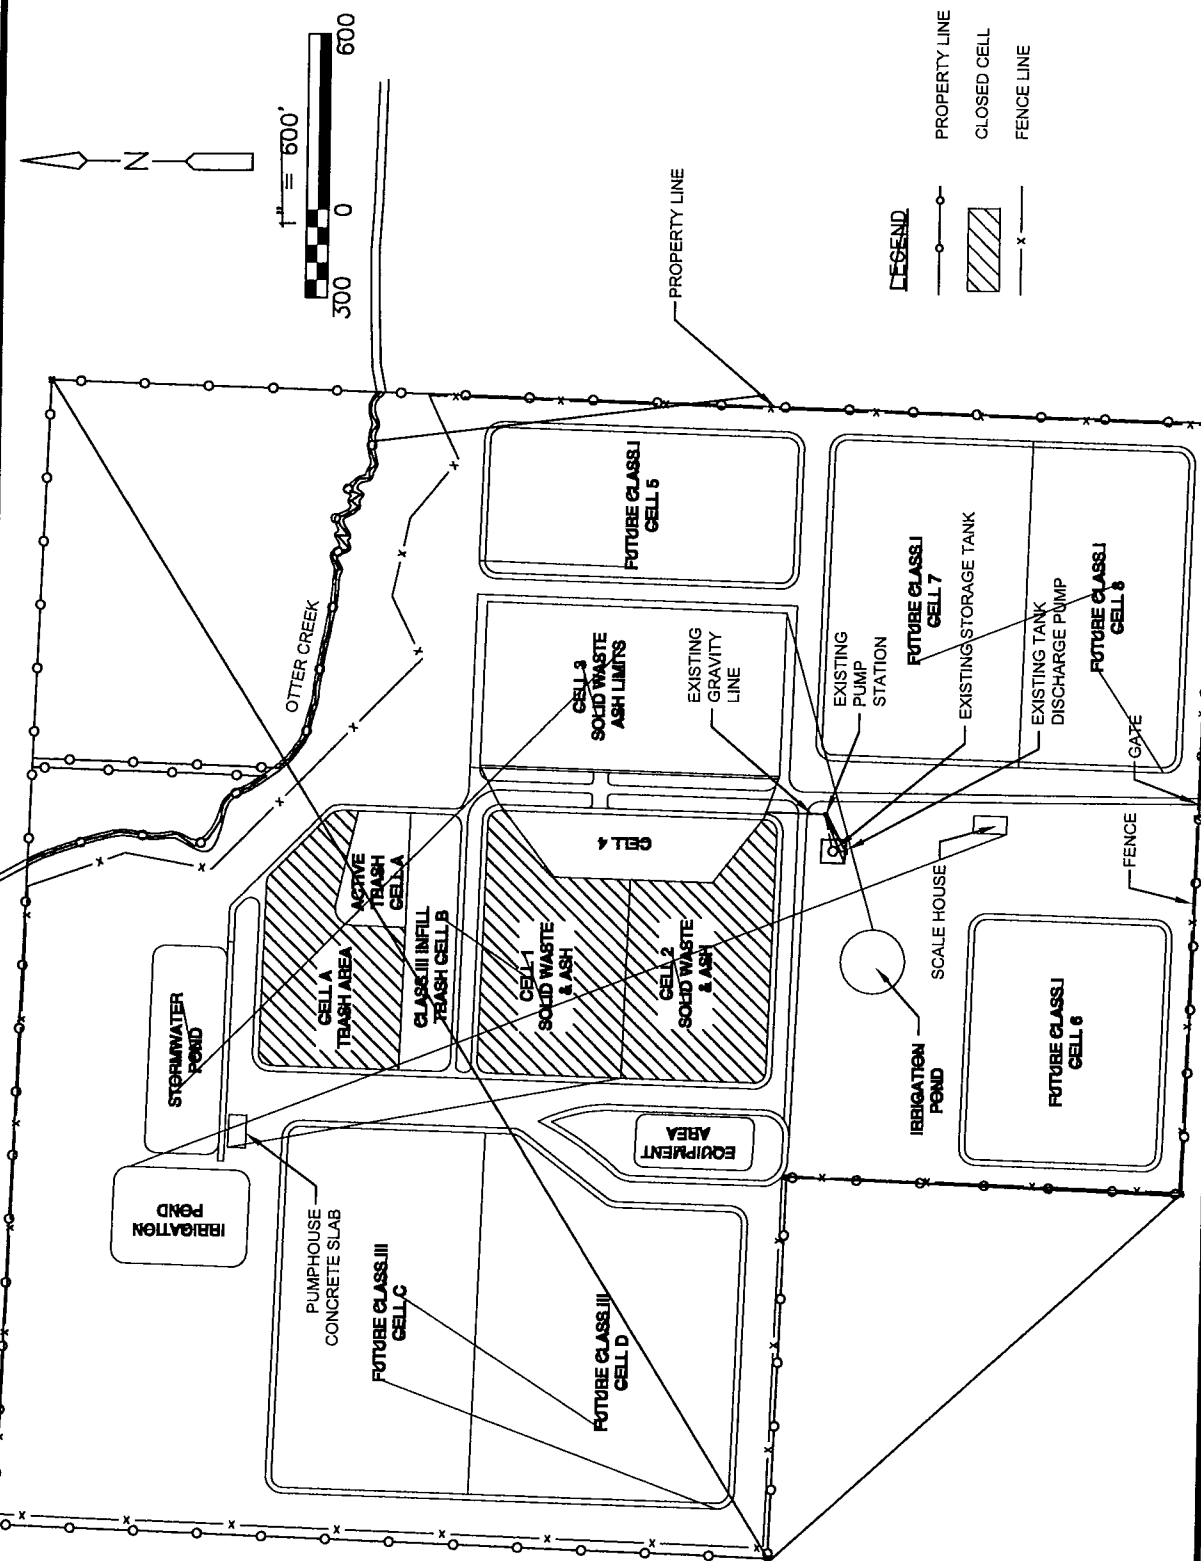 N
1" = 600'
300
0
600
PROPERTY LINE
LEGEND
PROPERTY LINE
CLOSED CELL
FENCE LINE
OTTER CREEK
FUTURE CLASS I
CELL 5
CELL 3
SOLID WASTE
ASH LIMITS
EXISTING
GRAVITY
LINE
EXISTING
PUMP
STATION
FUTURE CLASS I
CELL 7
EXISTING STORAGE TANK
EXISTING TANK
DISCHARGE PUMP
FUTURE CLASS I
CELL 8
GATE
FENCE
STORMWATER
POND
CELL A
TRASH AREA
ACTIVE
TRASH
CELL A
CLASS III INFILL
TRASH CELL B
CELL 1
SOLID WASTE
& ASH
CELL 2
SOLID WASTE
& ASH
CELL 4
SCALE HOUSE
IRRIGATION
POND
FUTURE CLASS I
CELL 6
IRRIGATION
POND
PUMPHOUSE
CONCRETE SLAB
EQUIPMENT
AREA
FUTURE CLASS III
CELL C
FUTURE CLASS III
CELL D
x